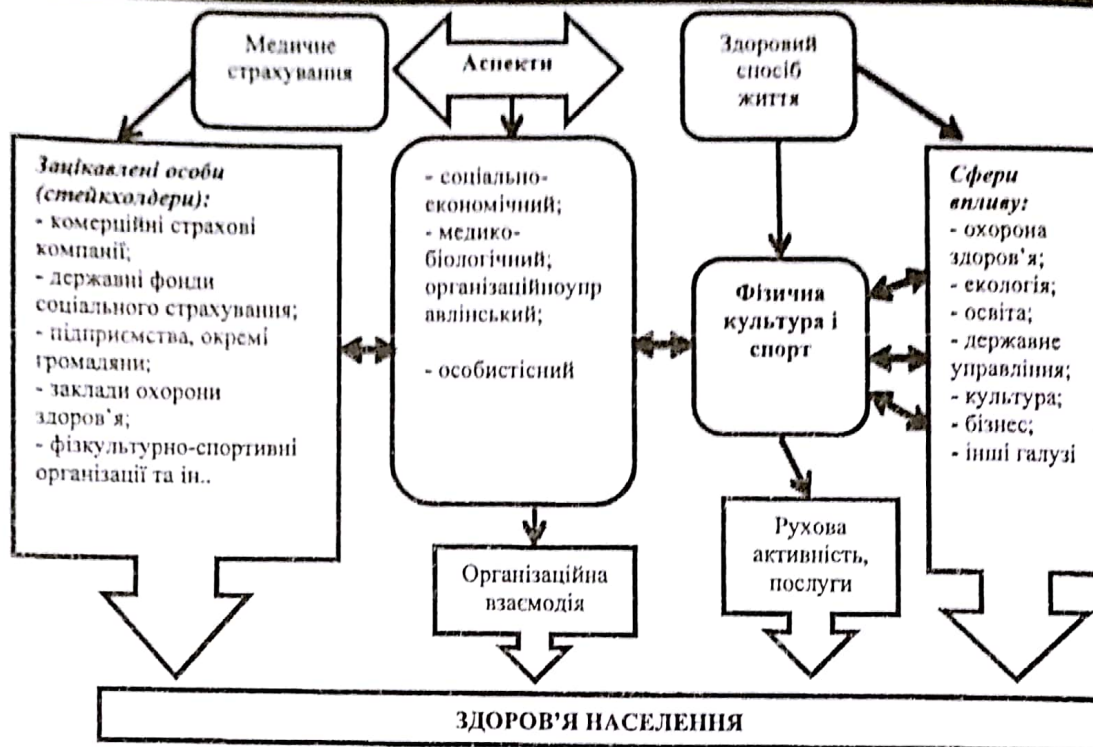 Медичне
страхування
Аспекти
Здоровий
спосіб
життя
Зацікавлені особи
(стейкхолдери):
- комерційні страхові
компанії;
- державні фонди
соціального страхування;
- підприємства, окремі
громадяни;
- заклади охорони
здоров'я;
- фізкультурно-спортивні
організації та ін..
- соціально-
економічний;
- медико-
біологічний;
організаційноупр
авлінський;
- особистісний
Фізична
культура і
спорт
Сфери
впливу:
- охорона
здоров'я;
- екологія;
- освіта;
- державне
управління;
- культура;
- бізнес;
- інші галузі
Організаційна
взаємодія
Рухова
активність,
послуги
ЗДОРОВ'Я НАСЕЛЕННЯ